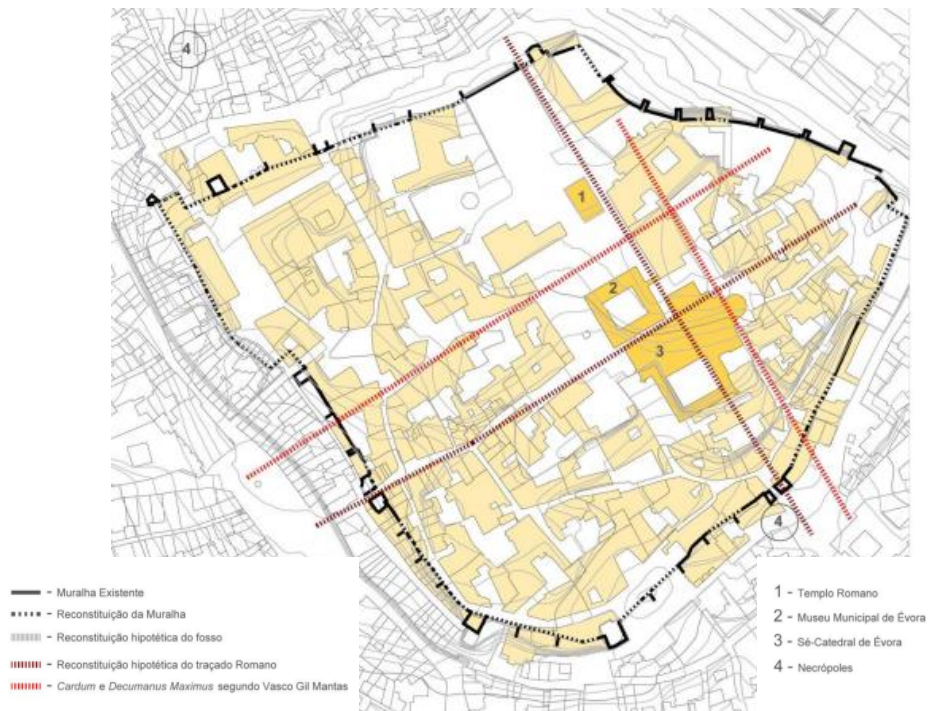 4
1
2
3
4
- Muralha Existente
- Reconstituição da Muralha
- Reconstituição hipotética do fosso
- Reconstituição hipotética do traçado Romano
- Cardum e Decumanus Maximus segundo Vasco Gil Mantas
1 - Templo Romano
2 - Museu Municipal de Évora
3 - Sé-Catedral de Évora
4 - Necrópoles